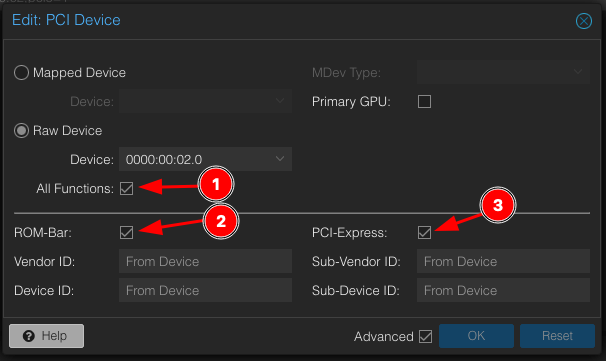 Edit: PCI Device
Mapped Device
MDev Type:
Device:
Primary GPU:
Raw Device
Device: 0000:00:02.0
All Functions:
1
2
3
ROM-Bar:
PCI-Express:
Vendor ID: From Device
Sub-Vendor ID: From Device
Device ID: From Device
Sub-Device ID: From Device
? Help
Advanced
OK
Reset